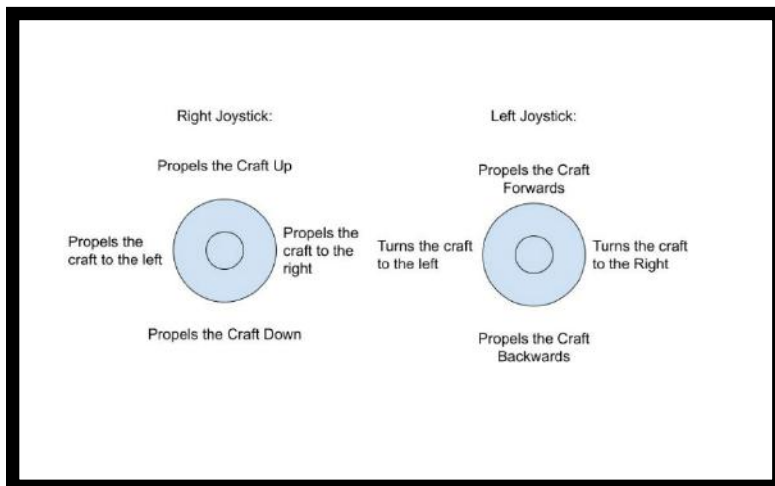 Right Joystick:
Propels the Craft Up
Propels the
craft to the left
Propels the
craft to the
right
Propels the Craft Down
Left Joystick:
Propels the Craft
Forwards
Turns the craft
to the left
Turns the craft
to the Right
Propels the Craft
Backwards